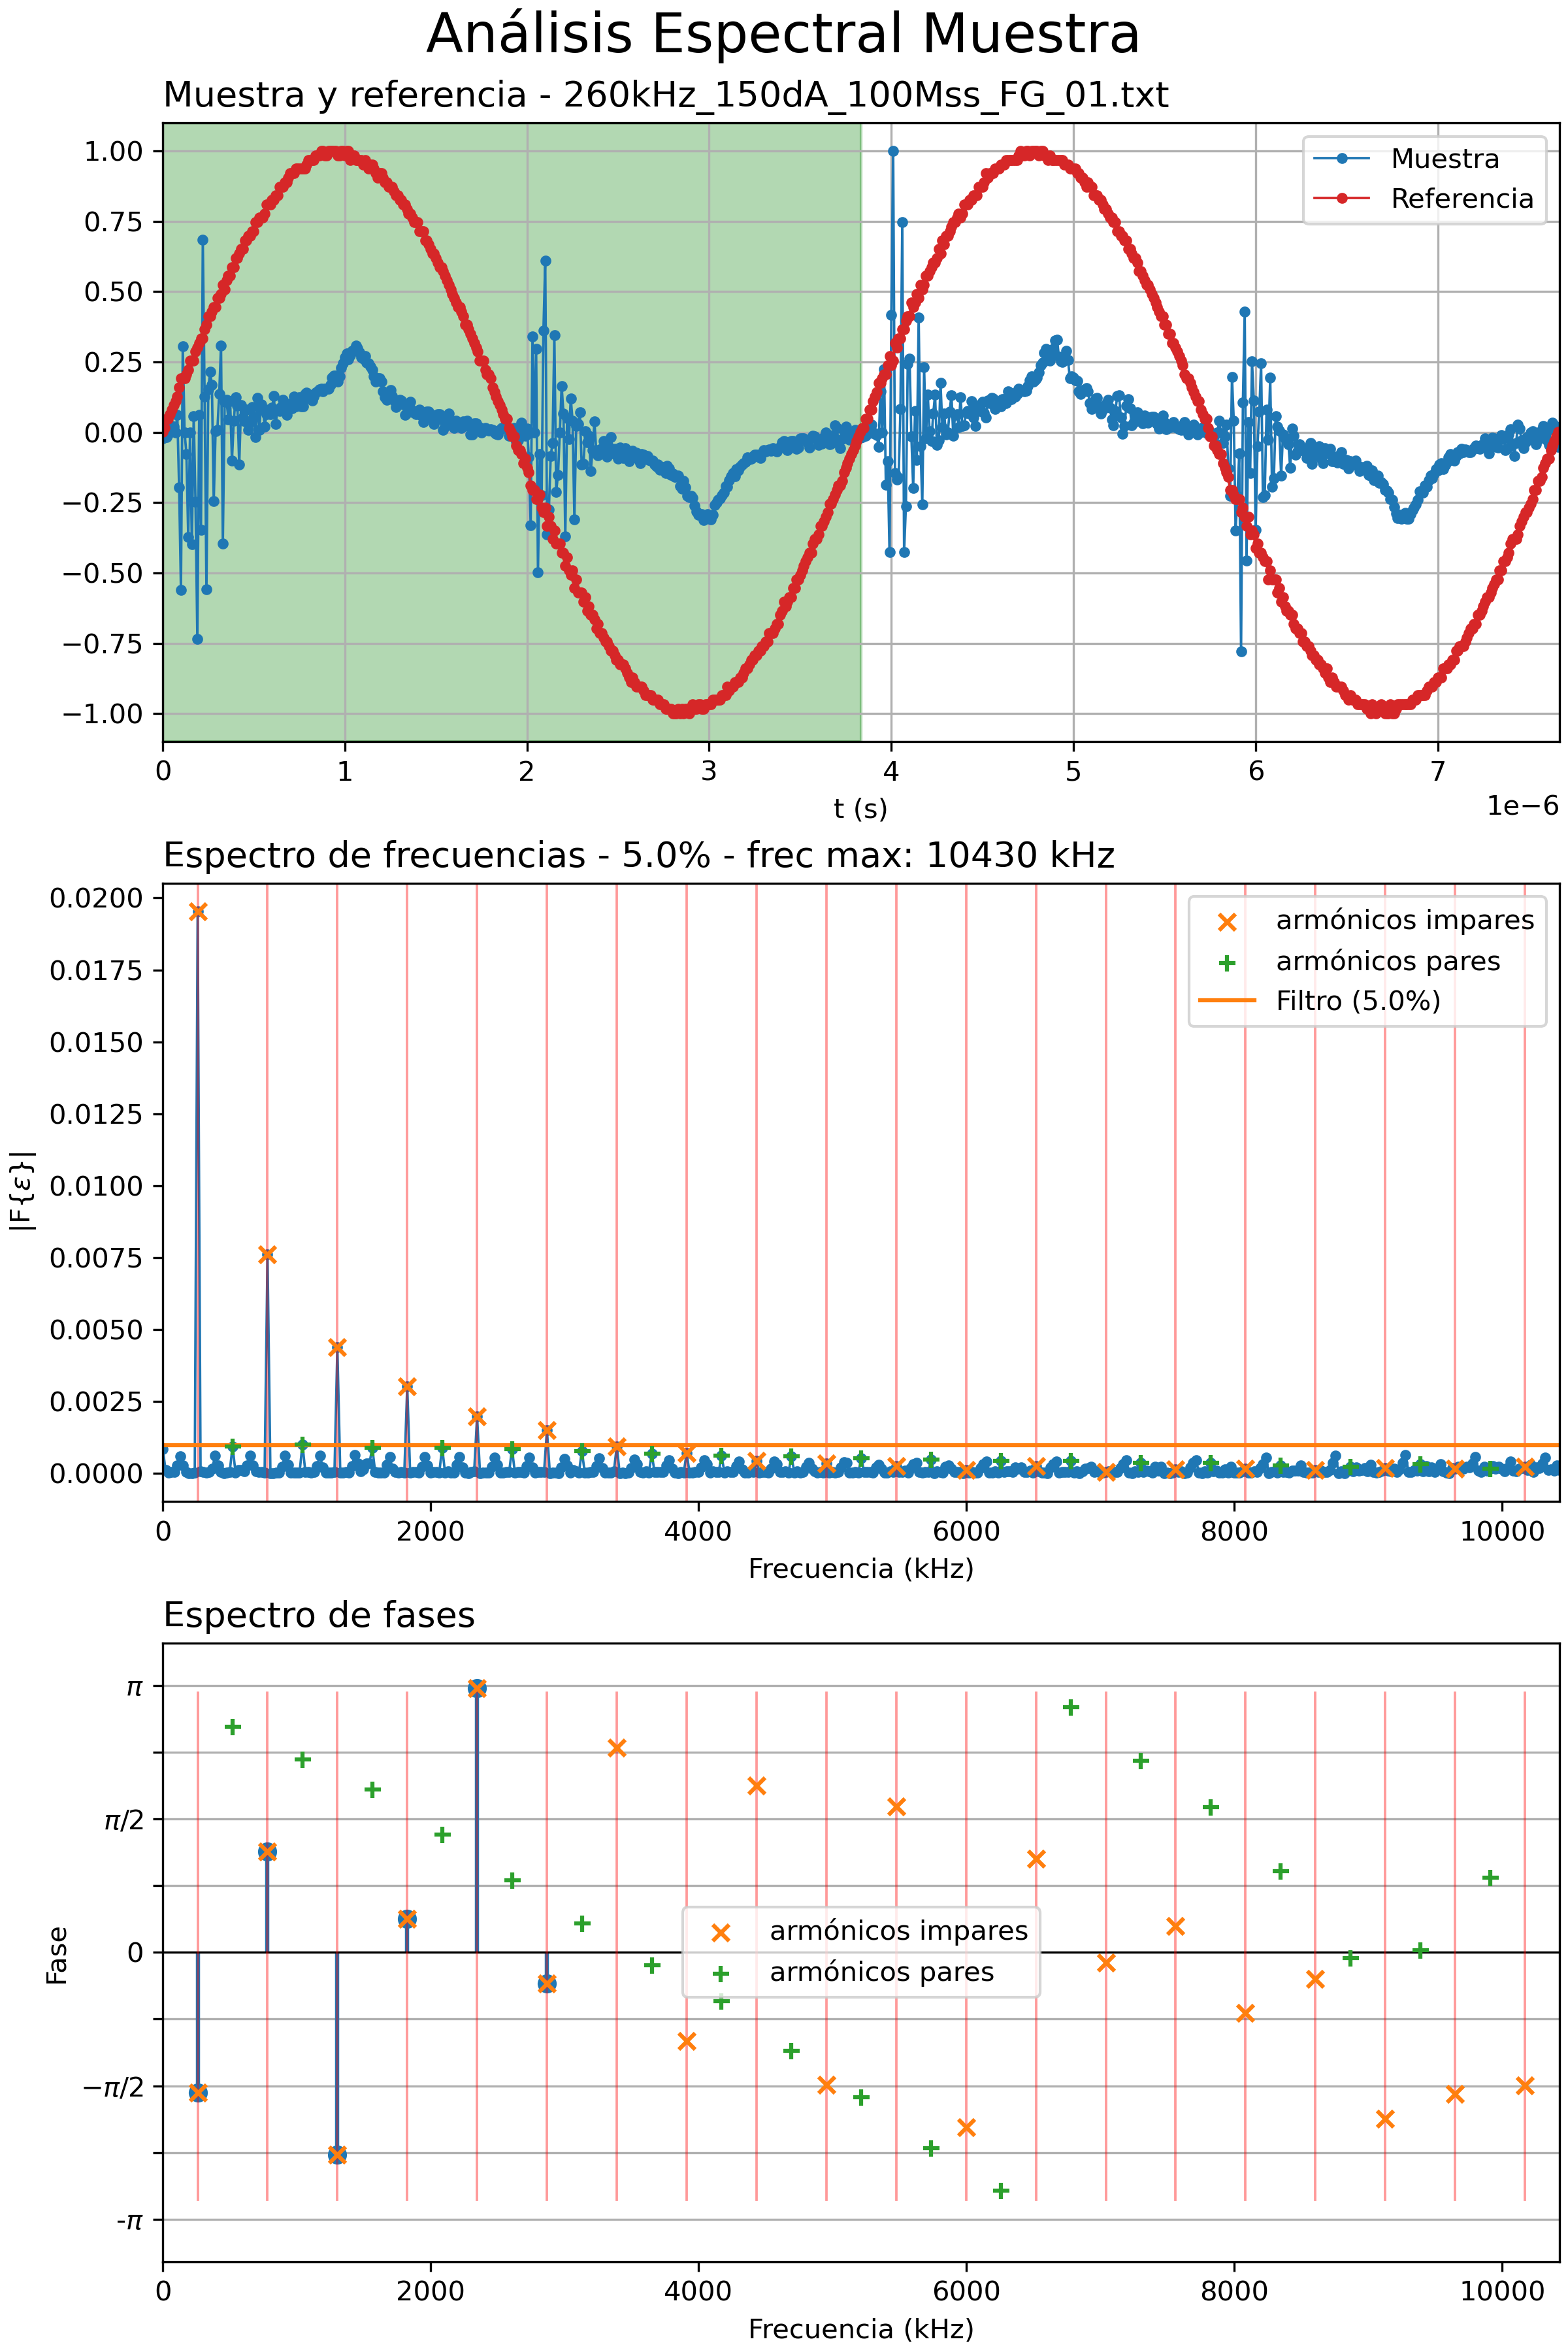 Análisis Espectral Muestra
Muestra y referencia - 260kHz_150dA_100Mss_FG_01.txt
1.00
0.75
0.50
0.25
0.00
−0.25
−0.50
−0.75
−1.00
Muestra
Referencia
0 1 2 3 4 5 6 7
t (s)
1e−6
Espectro de frecuencias - 5.0% - frec max: 10430 kHz
0.0200
0.0175
0.0150
0.0125
0.0100
0.0075
0.0050
0.0025
0.0000
|F{ε}|
armónicos impares
armónicos pares
Filtro (5.0%)
0 2000 4000 6000 8000 10000
Frecuencia (kHz)
Espectro de fases
π
π/2
0
−π/2
-π
Fase
armónicos impares
armónicos pares
0 2000 4000 6000 8000 10000
Frecuencia (kHz)